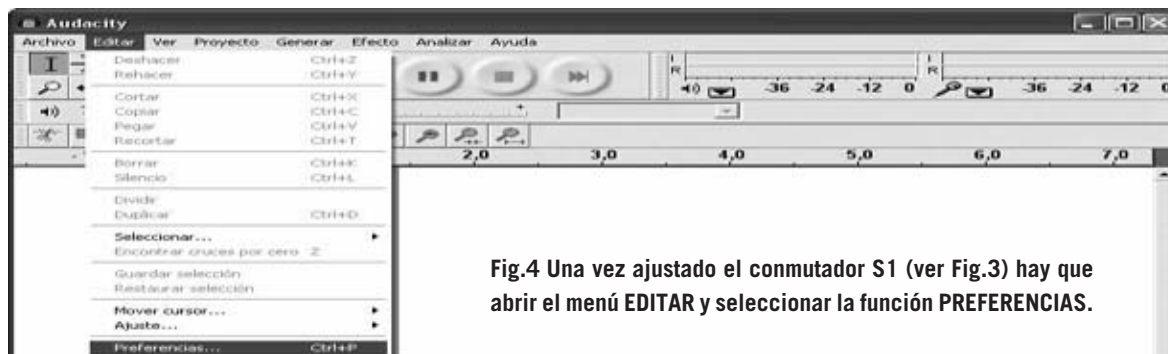 Audacity
Archivo Editar Ver Proyecto Generar Efecto Analizar Ayuda
Deshacer Ctrl+Z
Rehacer Ctrl+Y
Cortar Ctrl+X
Copiar Ctrl+C
Pegar Ctrl+V
Recortar Ctrl+T
Borrar Ctrl+K
Silencio Ctrl+L
Dividir
Duplicar Ctrl+D
Seleccionar...
Encontrar cruces por cero Z
Guardar selección
Restaurar selección
Mover cursor...
Ajuste...
Preferencias... Ctrl+P
L
R
-36 -24 -12 0
L
R
-36 -24 -12 0
2,0 3,0 4,0 5,0 6,0 7,0
Fig.4 Una vez ajustado el conmutador S1 (ver Fig.3) hay que
abrir el menú EDITAR y seleccionar la función PREFERENCIAS.